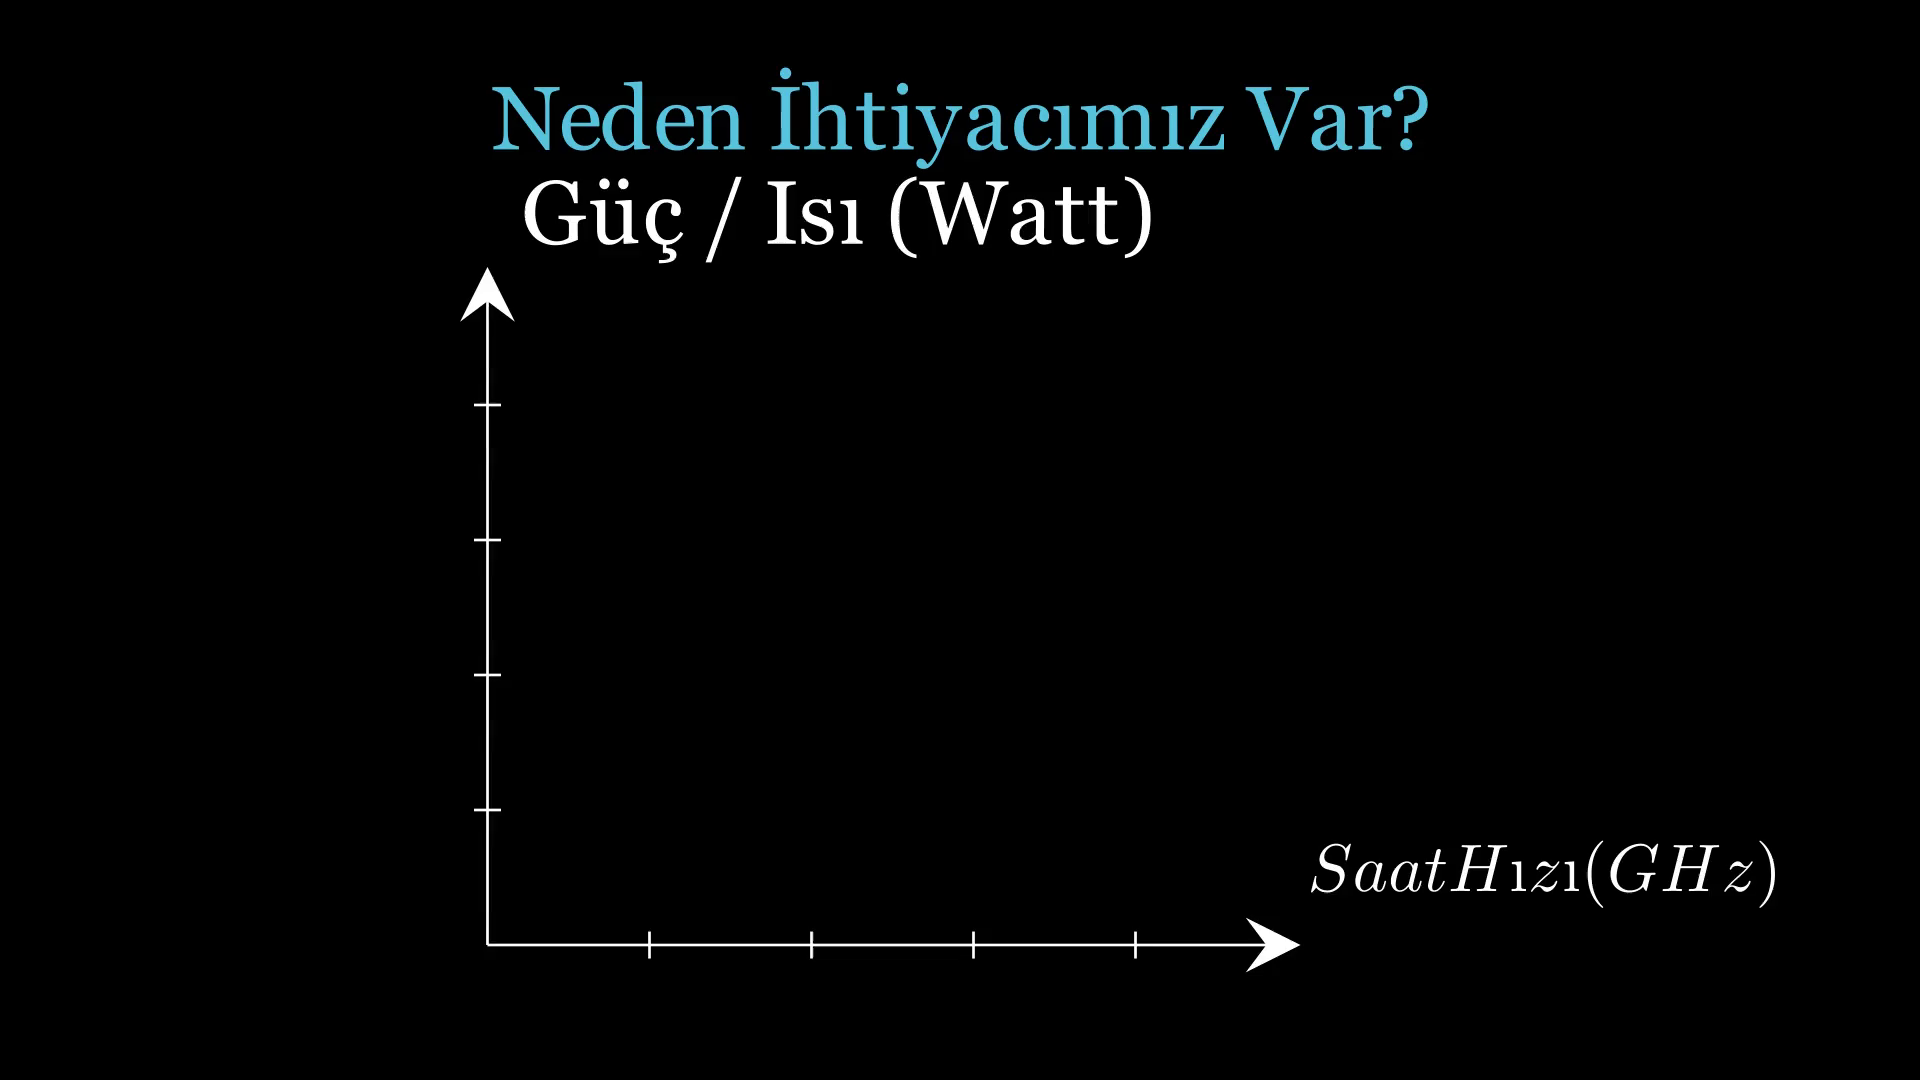 Neden İhtiyacımız Var?
Güç / Isı (Watt)
SaatHızı(GHz)